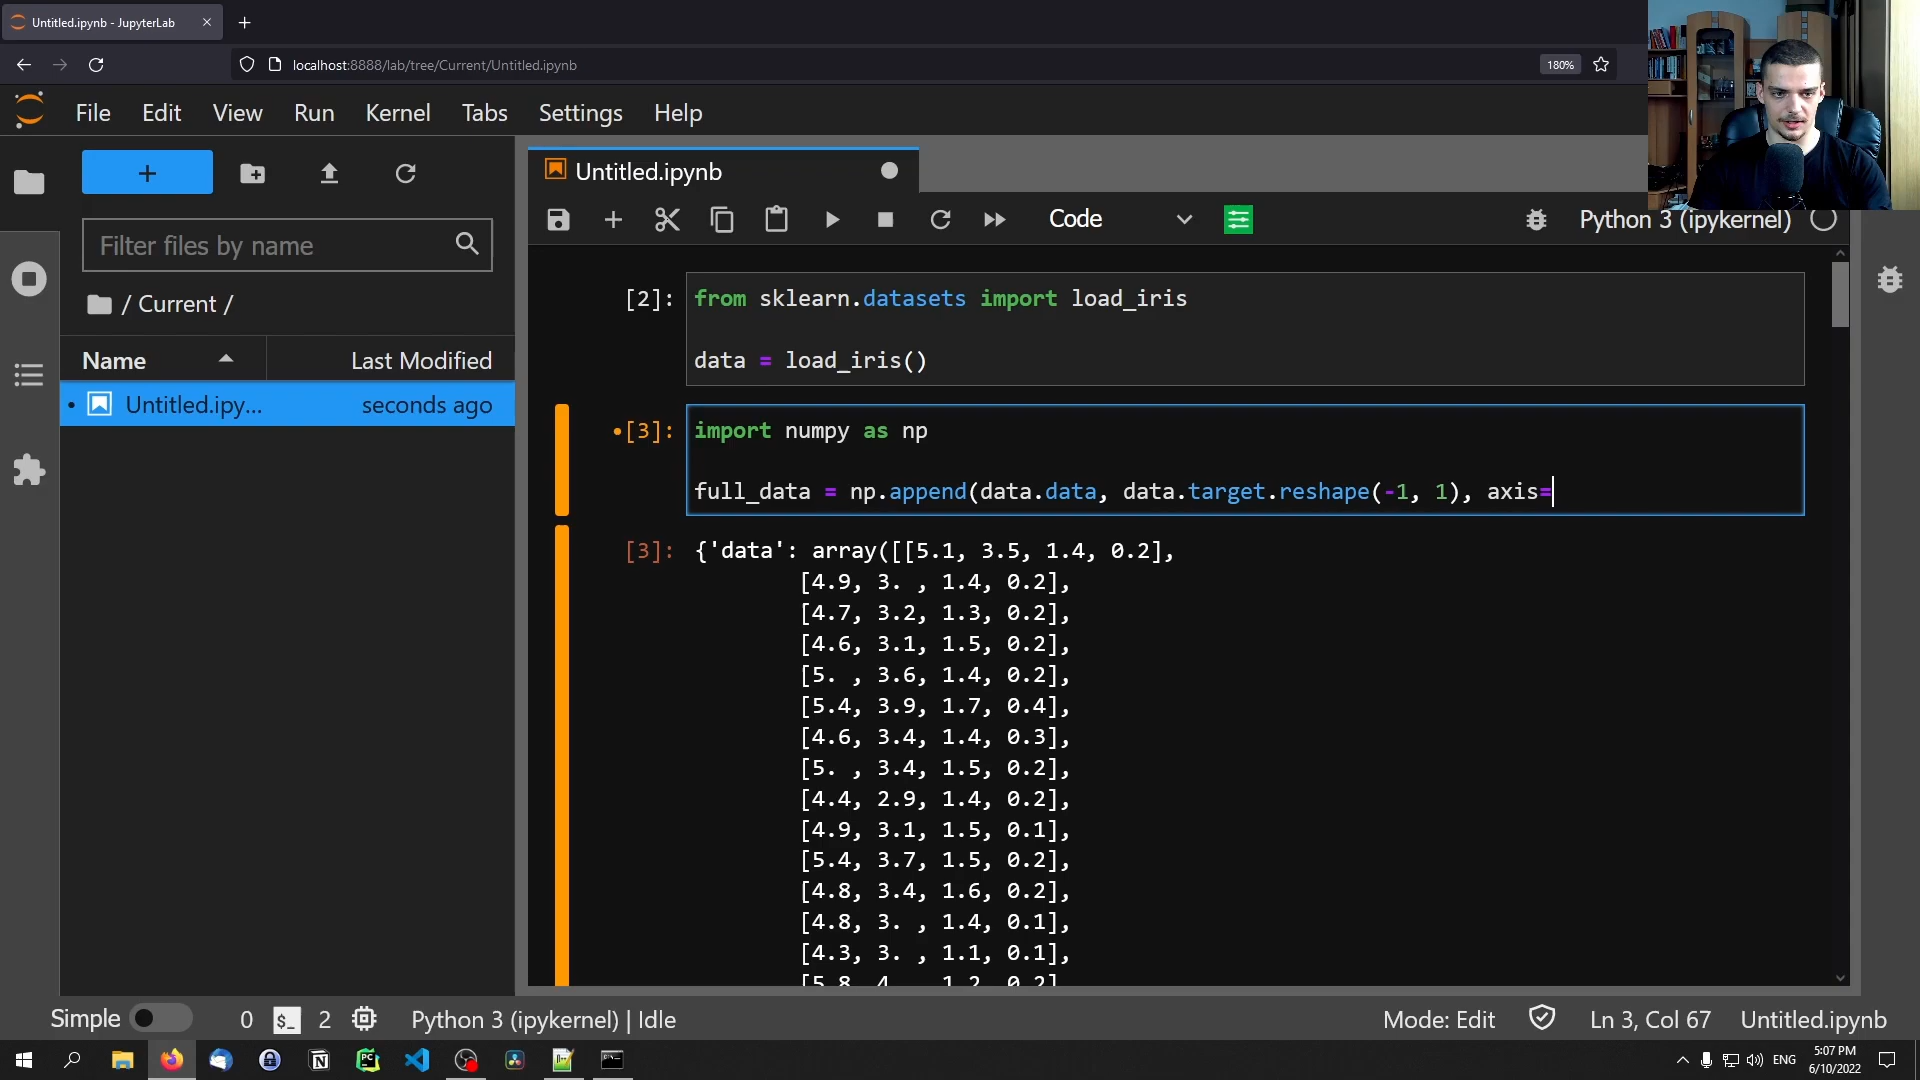 Untitled.ipynb - JupyterLab
localhost:8888/lab/tree/Current/Untitled.ipynb
180%
File Edit View Run Kernel Tabs Settings Help
Untitled.ipynb
Code
Python 3 (ipykernel)
Filter files by name
/ Current /
Name Last Modified
Untitled.ipy... seconds ago
[2]: from sklearn.datasets import load_iris
data = load_iris()
[3]: import numpy as np
full_data = np.append(data.data, data.target.reshape(-1, 1), axis=
[3]: {'data': array([[5.1, 3.5, 1.4, 0.2],
[4.9, 3. , 1.4, 0.2],
[4.7, 3.2, 1.3, 0.2],
[4.6, 3.1, 1.5, 0.2],
[5. , 3.6, 1.4, 0.2],
[5.4, 3.9, 1.7, 0.4],
[4.6, 3.4, 1.4, 0.3],
[5. , 3.4, 1.5, 0.2],
[4.4, 2.9, 1.4, 0.2],
[4.9, 3.1, 1.5, 0.1],
[5.4, 3.7, 1.5, 0.2],
[4.8, 3.4, 1.6, 0.2],
[4.8, 3. , 1.4, 0.1],
[4.3, 3. , 1.1, 0.1],
[5.8, 4. , 1.2, 0.2],
Simple 0 $_ 2 Python 3 (ipykernel) | Idle Mode: Edit Ln 3, Col 67 Untitled.ipynb
ENG
5:07 PM
6/10/2022